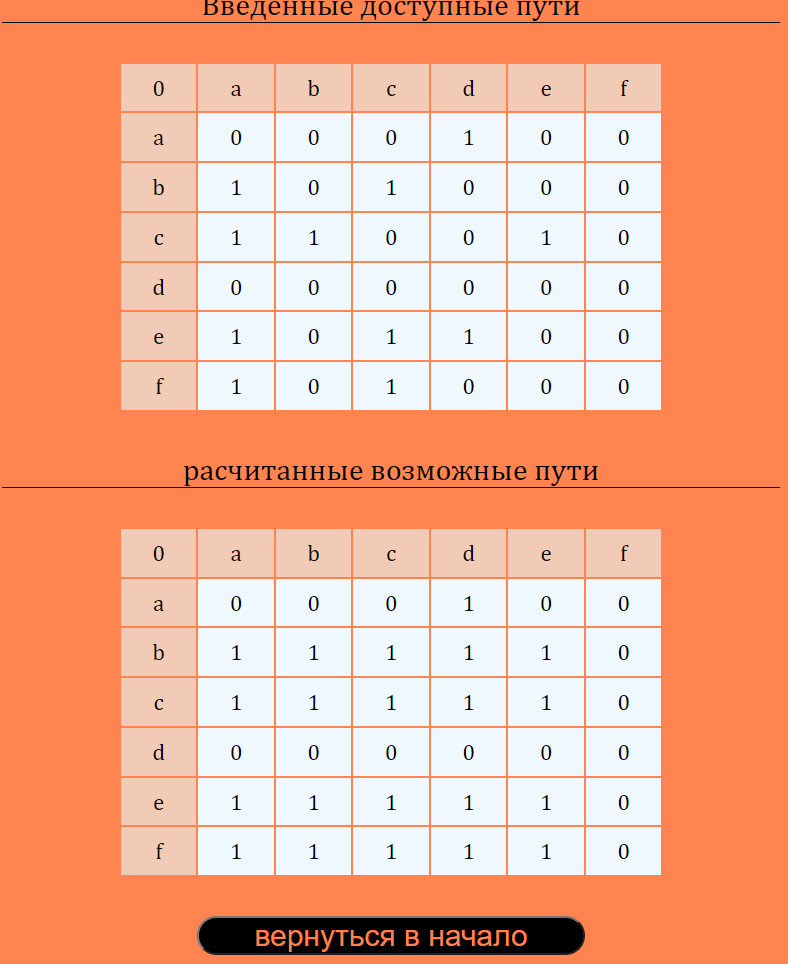 Введенные доступные пути
0 a b c d e f
a 0 0 0 1 0 0
b 1 0 1 0 0 0
c 1 1 0 0 1 0
d 0 0 0 0 0 0
e 1 0 1 1 0 0
f 1 0 1 0 0 0
расчитанные возможные пути
0 a b c d e f
a 0 0 0 1 0 0
b 1 1 1 1 1 0
c 1 1 1 1 1 0
d 0 0 0 0 0 0
e 1 1 1 1 1 0
f 1 1 1 1 1 0
вернуться в начало